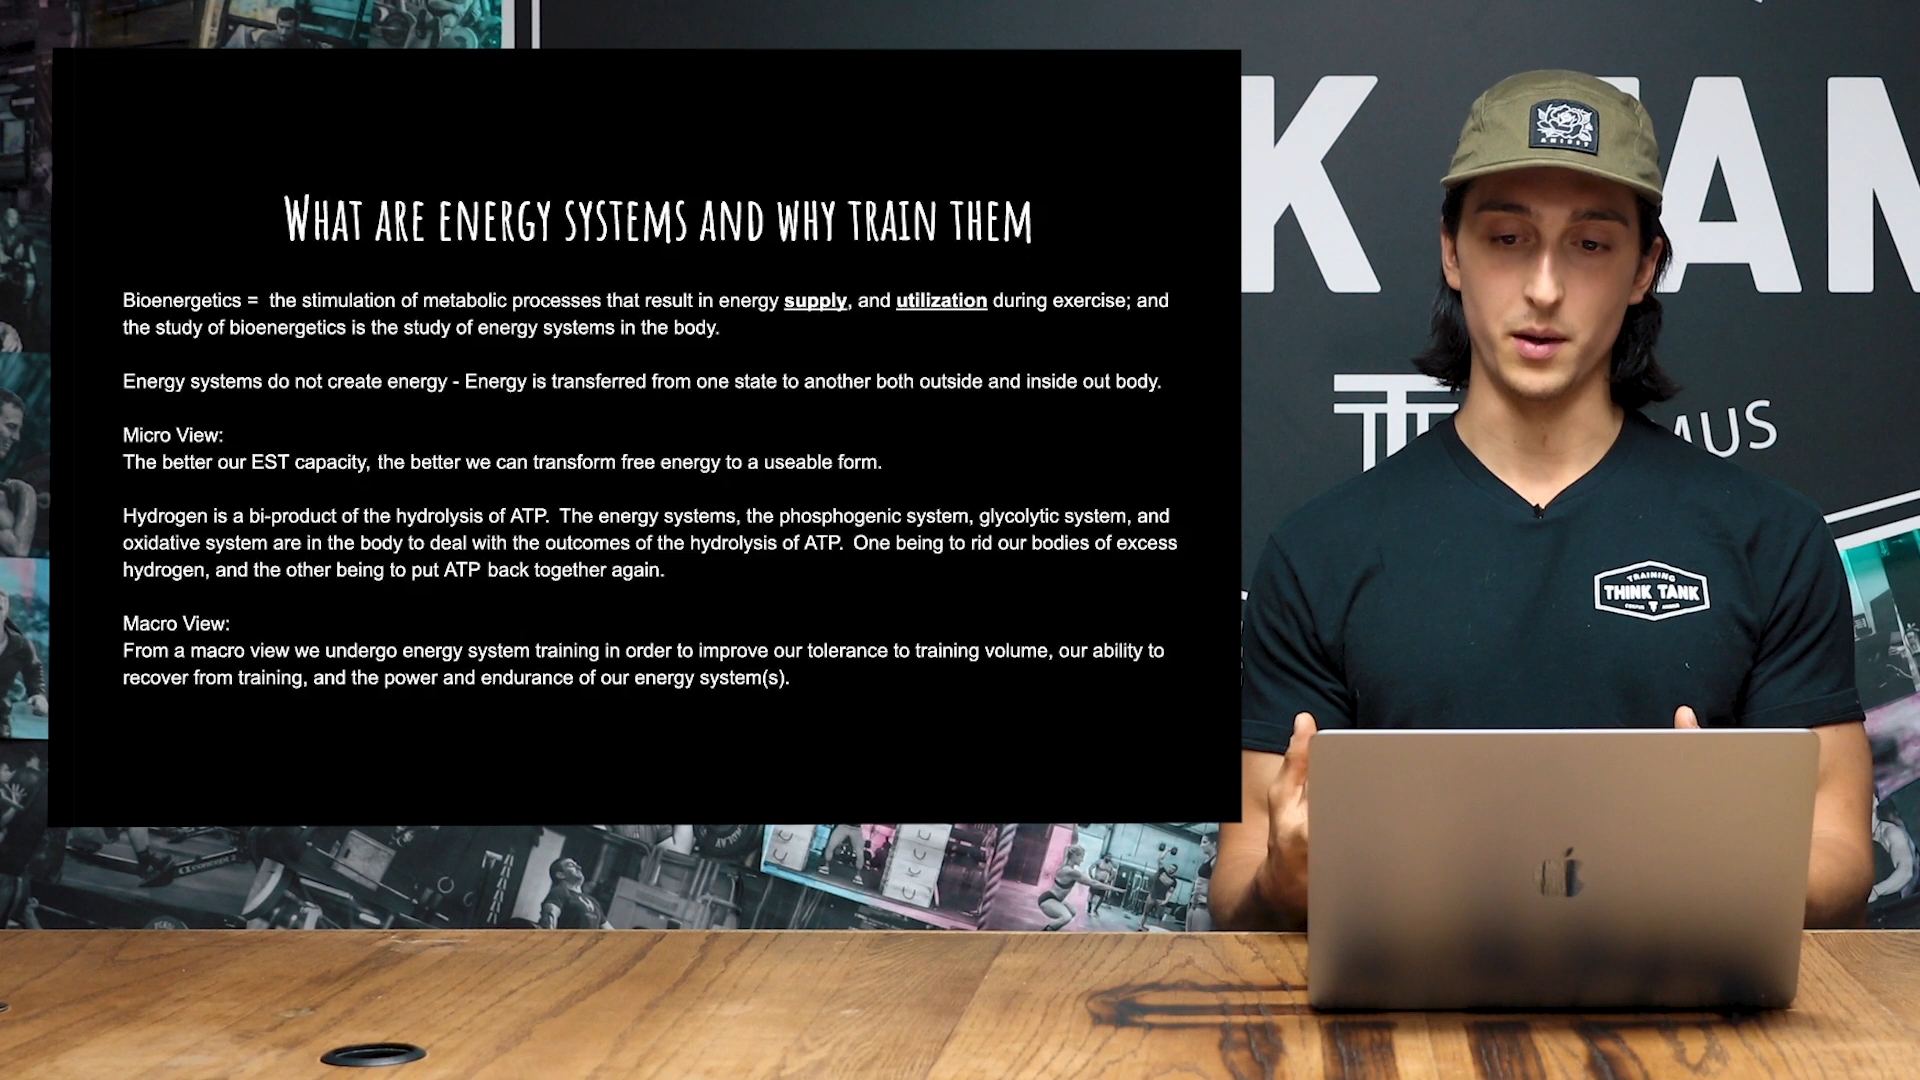 WHAT ARE ENERGY SYSTEMS AND WHY TRAIN THEM
Bioenergetics =  the stimulation of metabolic processes that result in energy supply, and utilization during exercise; and
the study of bioenergetics is the study of energy systems in the body.
Energy systems do not create energy - Energy is transferred from one state to another both outside and inside out body.
Micro View:
The better our EST capacity, the better we can transform free energy to a useable form.
Hydrogen is a bi-product of the hydrolysis of ATP.  The energy systems, the phosphogenic system, glycolytic system, and
oxidative system are in the body to deal with the outcomes of the hydrolysis of ATP.  One being to rid our bodies of excess
hydrogen, and the other being to put ATP back together again.
Macro View:
From a macro view we undergo energy system training in order to improve our tolerance to training volume, our ability to
recover from training, and the power and endurance of our energy system(s).
K TAN
MUS
TRAINING
THINK TANK